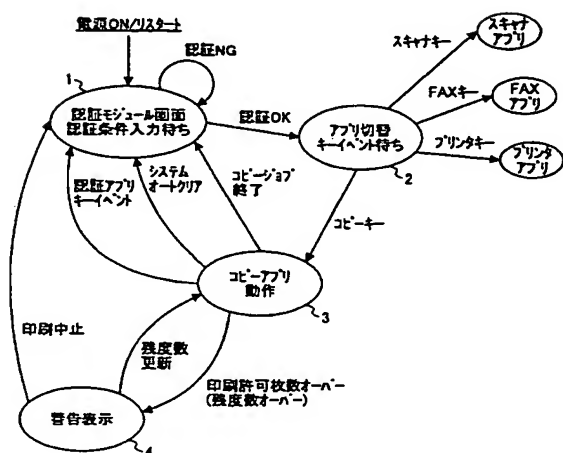 電源ON/リスタート
認証NG
1
認証モジュール画面
認証条件入力待ち
認証OK
スキャナキー
スキャナ
アプリ
FAXキー
FAX
アプリ
プリンタキー
プリンタ
アプリ
アプリ切替
キーイベント待ち
2
認証アプリ
キーイベント
システム
オートクリア
コピージョブ
終了
コピーキー
コピーアプリ
動作
3
印刷中止
残度数
更新
印刷許可枚数オーバー
(残度数オーバー)
警告表示
4